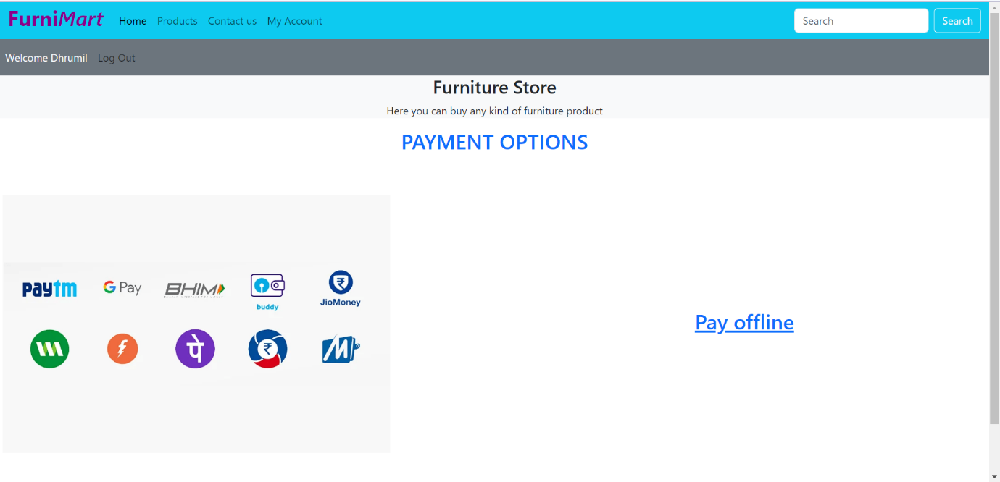 FurniMart Home Products Contact us My Account Search Search
Welcome Dhrumil Log Out
Furniture Store
Here you can buy any kind of furniture product
PAYMENT OPTIONS
paytm G Pay BHIM buddy JioMoney
पे ₹ M
Pay offline